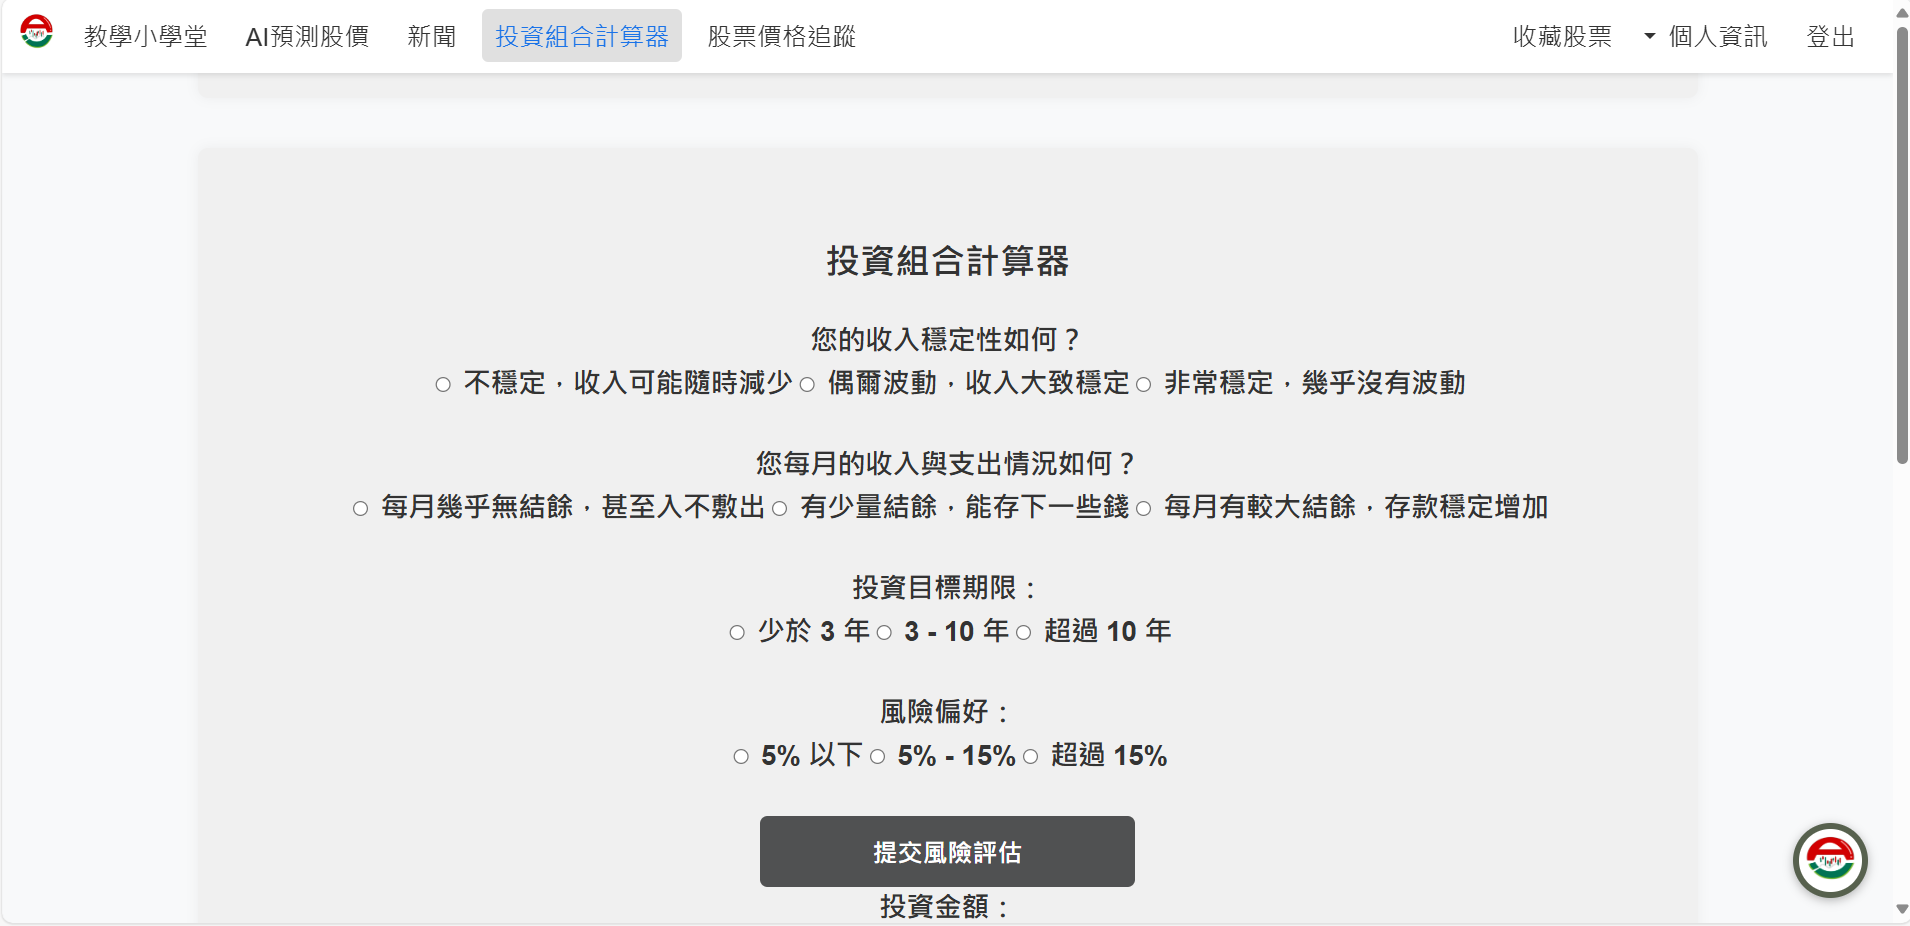 教學小學堂 AI預測股價 新聞 投資組合計算器 股票價格追蹤 收藏股票 個人資訊 登出
投資組合計算器
您的收入穩定性如何？
不穩定，收入可能隨時減少 偶爾波動，收入大致穩定 非常穩定，幾乎沒有波動
您每月的收入與支出情況如何？
每月幾乎無結餘，甚至入不敷出 有少量結餘，能存下一些錢 每月有較大結餘，存款穩定增加
投資目標期限：
少於 3 年 3 - 10 年 超過 10 年
風險偏好：
5% 以下 5% - 15% 超過 15%
提交風險評估
投資金額：